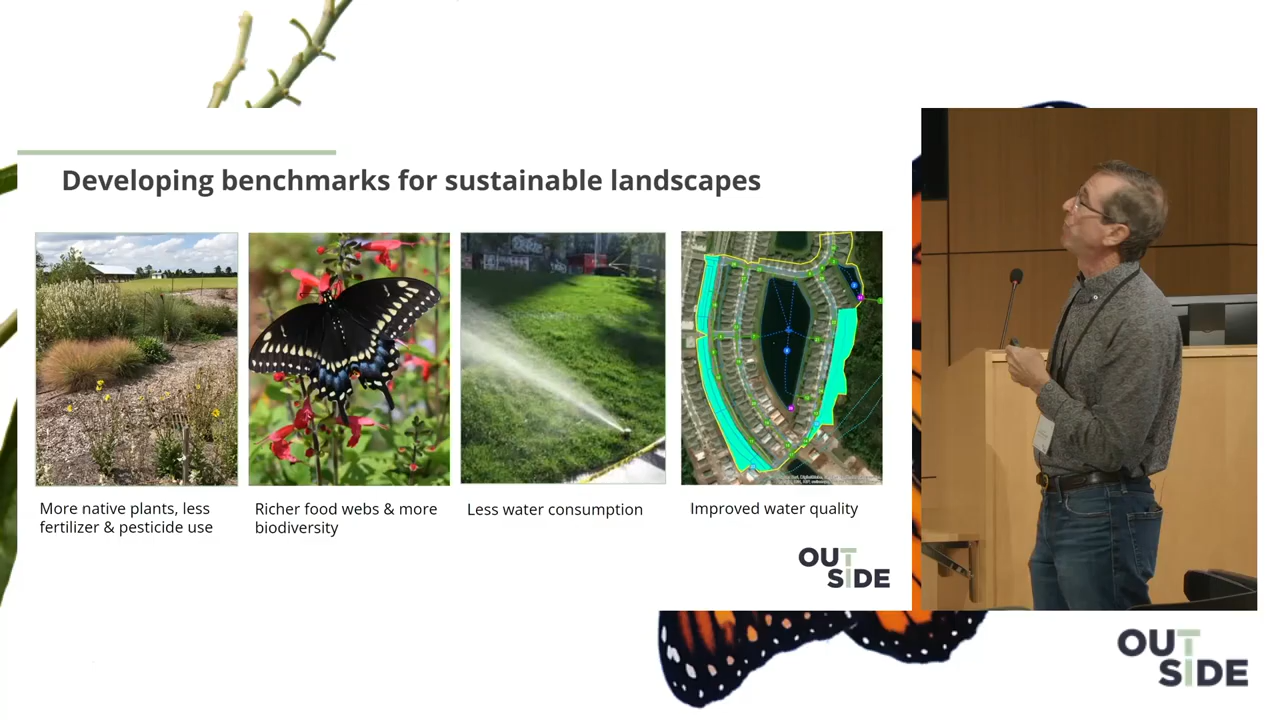 Developing benchmarks for sustainable landscapes
More native plants, less
fertilizer & pesticide use
Richer food webs & more
biodiversity
Less water consumption
Improved water quality
OUT
SIDE
OUT
SIDE